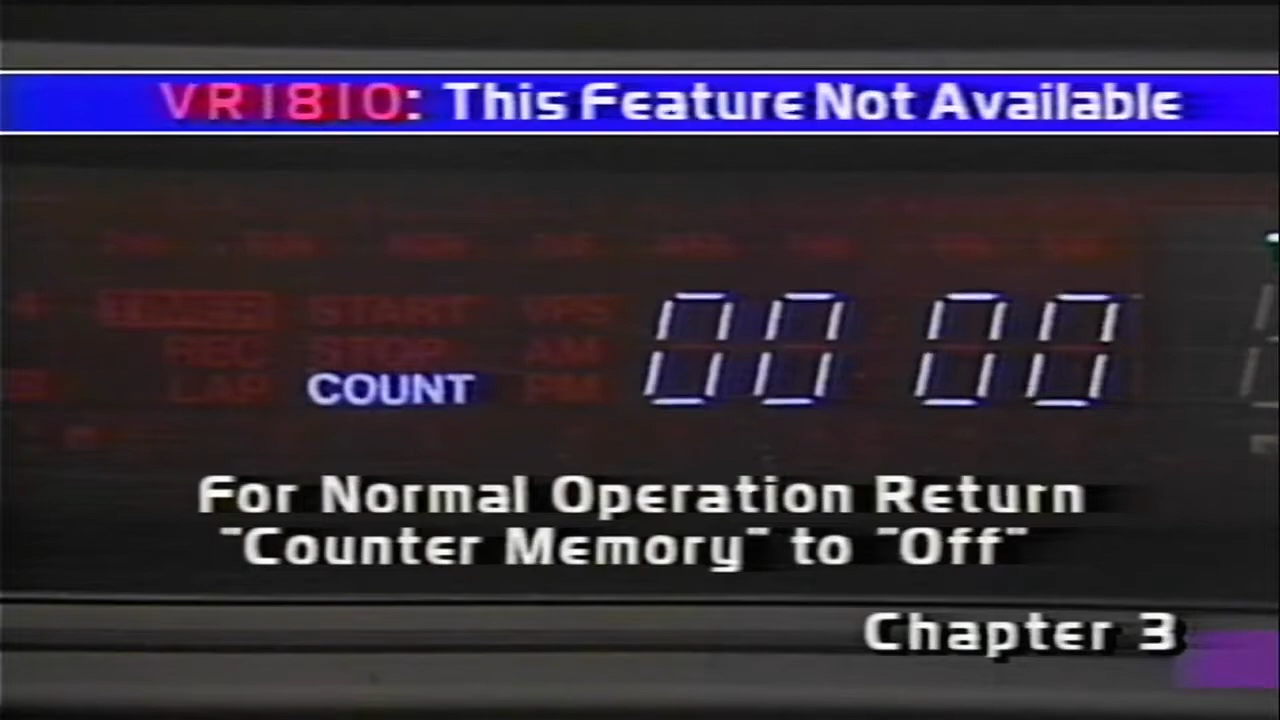 VR1810: This Feature Not Available
START VPS
REC STOP AM
LAP COUNT PM
00 00
For Normal Operation Return
"Counter Memory" to "Off"
Chapter 3